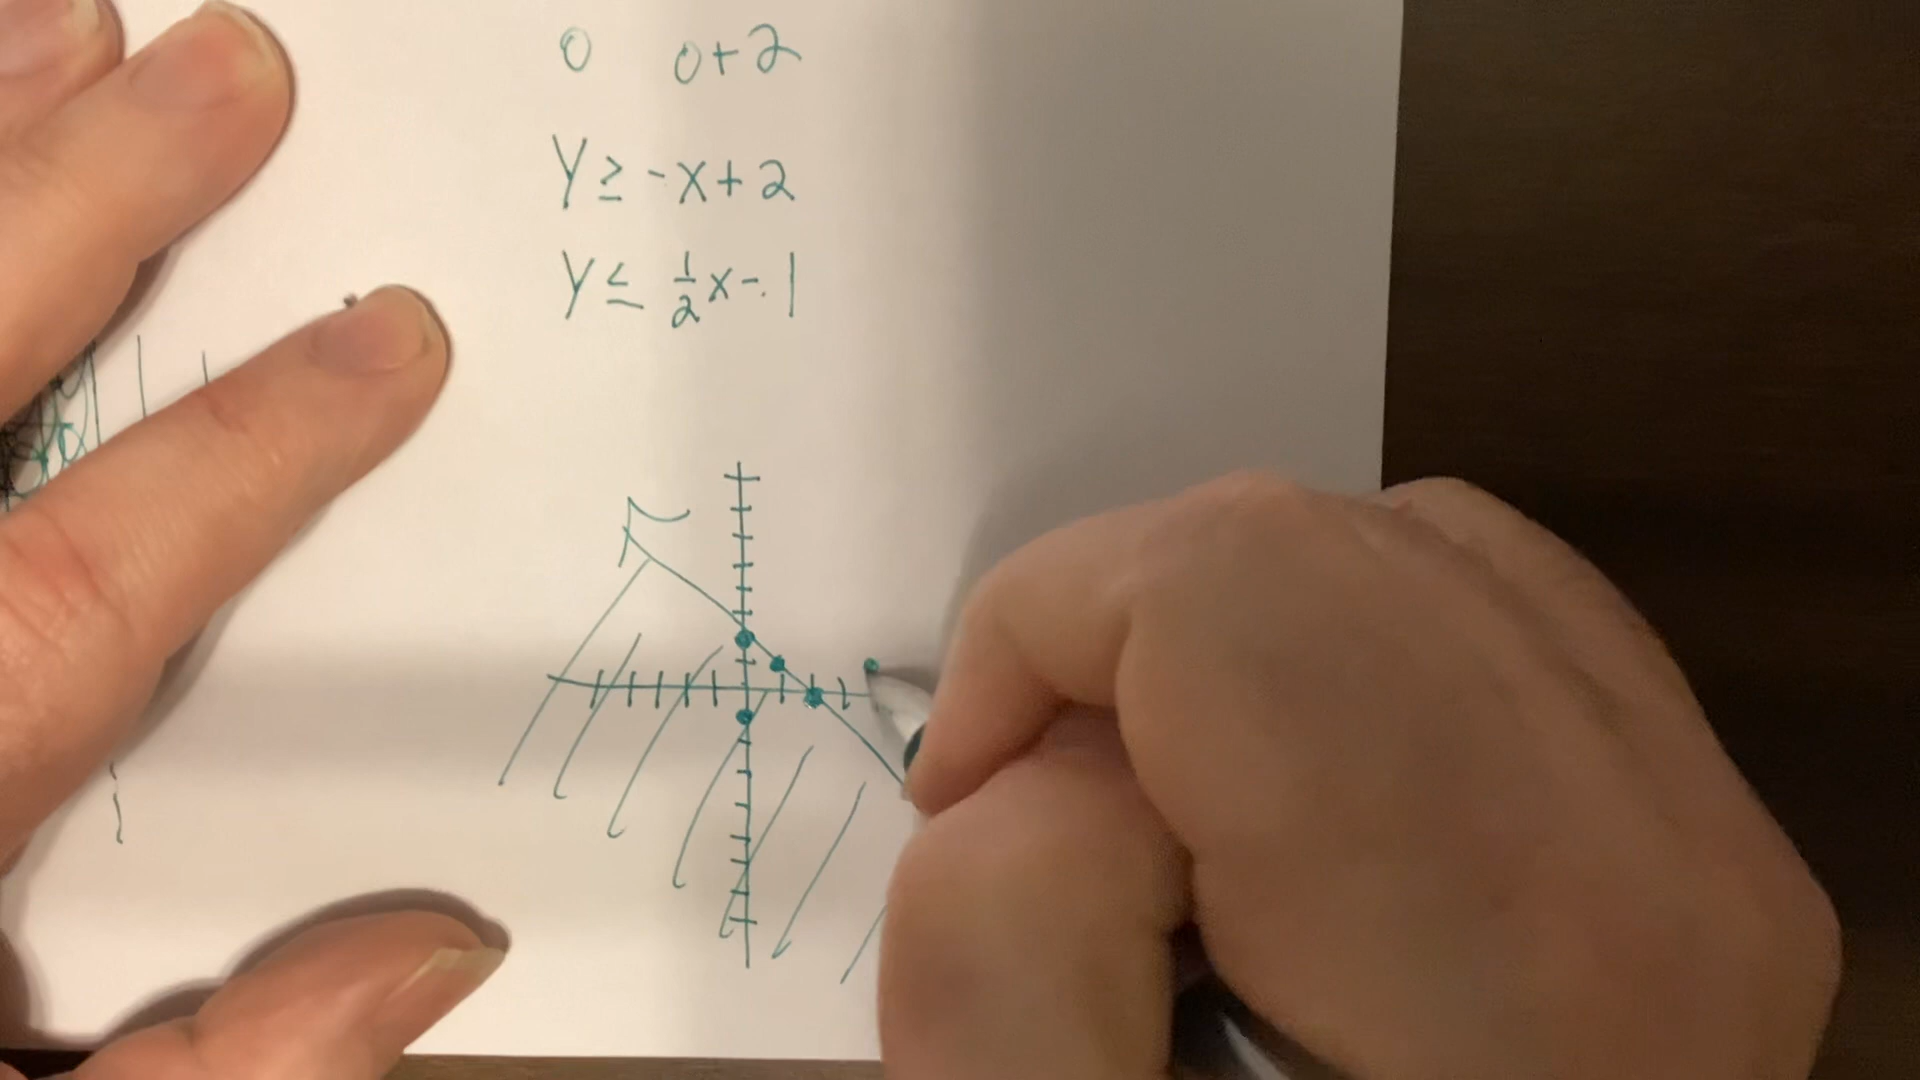 0 0+2
y ≥ -x+2
y ≤ 1/2x-1